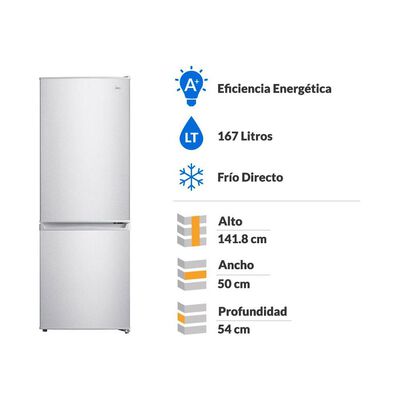 A+
Eficiencia Energética
LT
167 Litros
Frío Directo
Alto
141.8 cm
Ancho
50 cm
Profundidad
54 cm